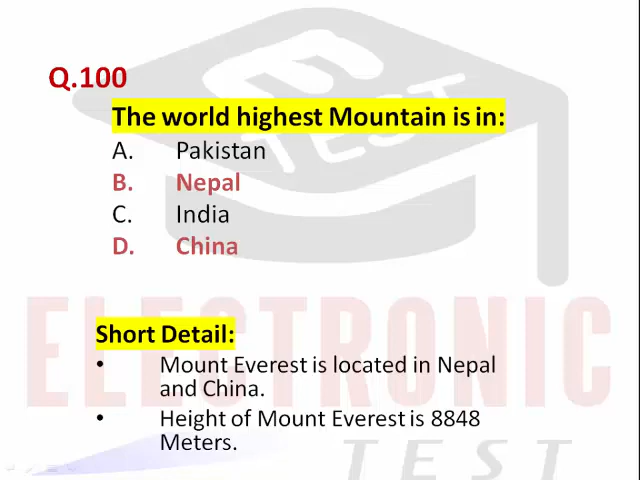 Q.100
The world highest Mountain is in:
A. Pakistan
B. Nepal
C. India
D. China
Short Detail:
• Mount Everest is located in Nepal
and China.
• Height of Mount Everest is 8848
Meters.
E TEST
ELECTRONIC
TEST